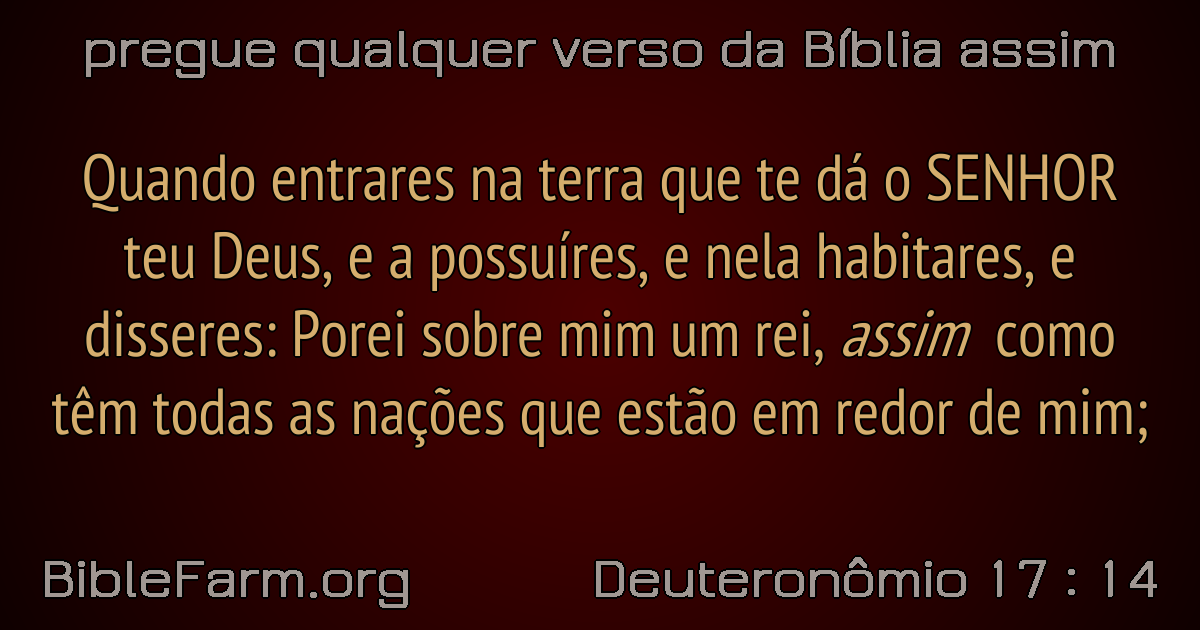 pregue qualquer verso da Bíblia assim
Quando entrares na terra que te dá o SENHOR
teu Deus, e a possuíres, e nela habitares, e
disseres: Porei sobre mim um rei, assim como
têm todas as nações que estão em redor de mim;
BibleFarm.org
Deuteronômio 17 : 14